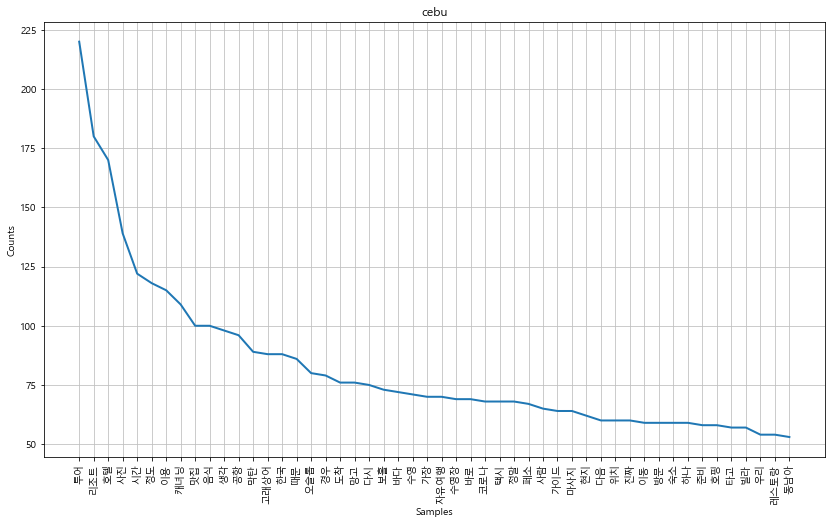 cebu
225
200
175
150
125
100
75
50
Counts
투어
리조트
호텔
사진
시간
정도
이용
캐녀닝
맛집
음식
생각
공항
막탄
고래상어
한국
때문
오슬롭
경우
도착
망고
다시
보홀
바다
수영
가장
자유여행
수영장
바로
코로나
택시
정말
페소
사람
가이드
마사지
현지
다음
위치
진짜
이동
방문
숙소
하나
준비
호핑
타고
빌라
우리
레스토랑
동남아
Samples